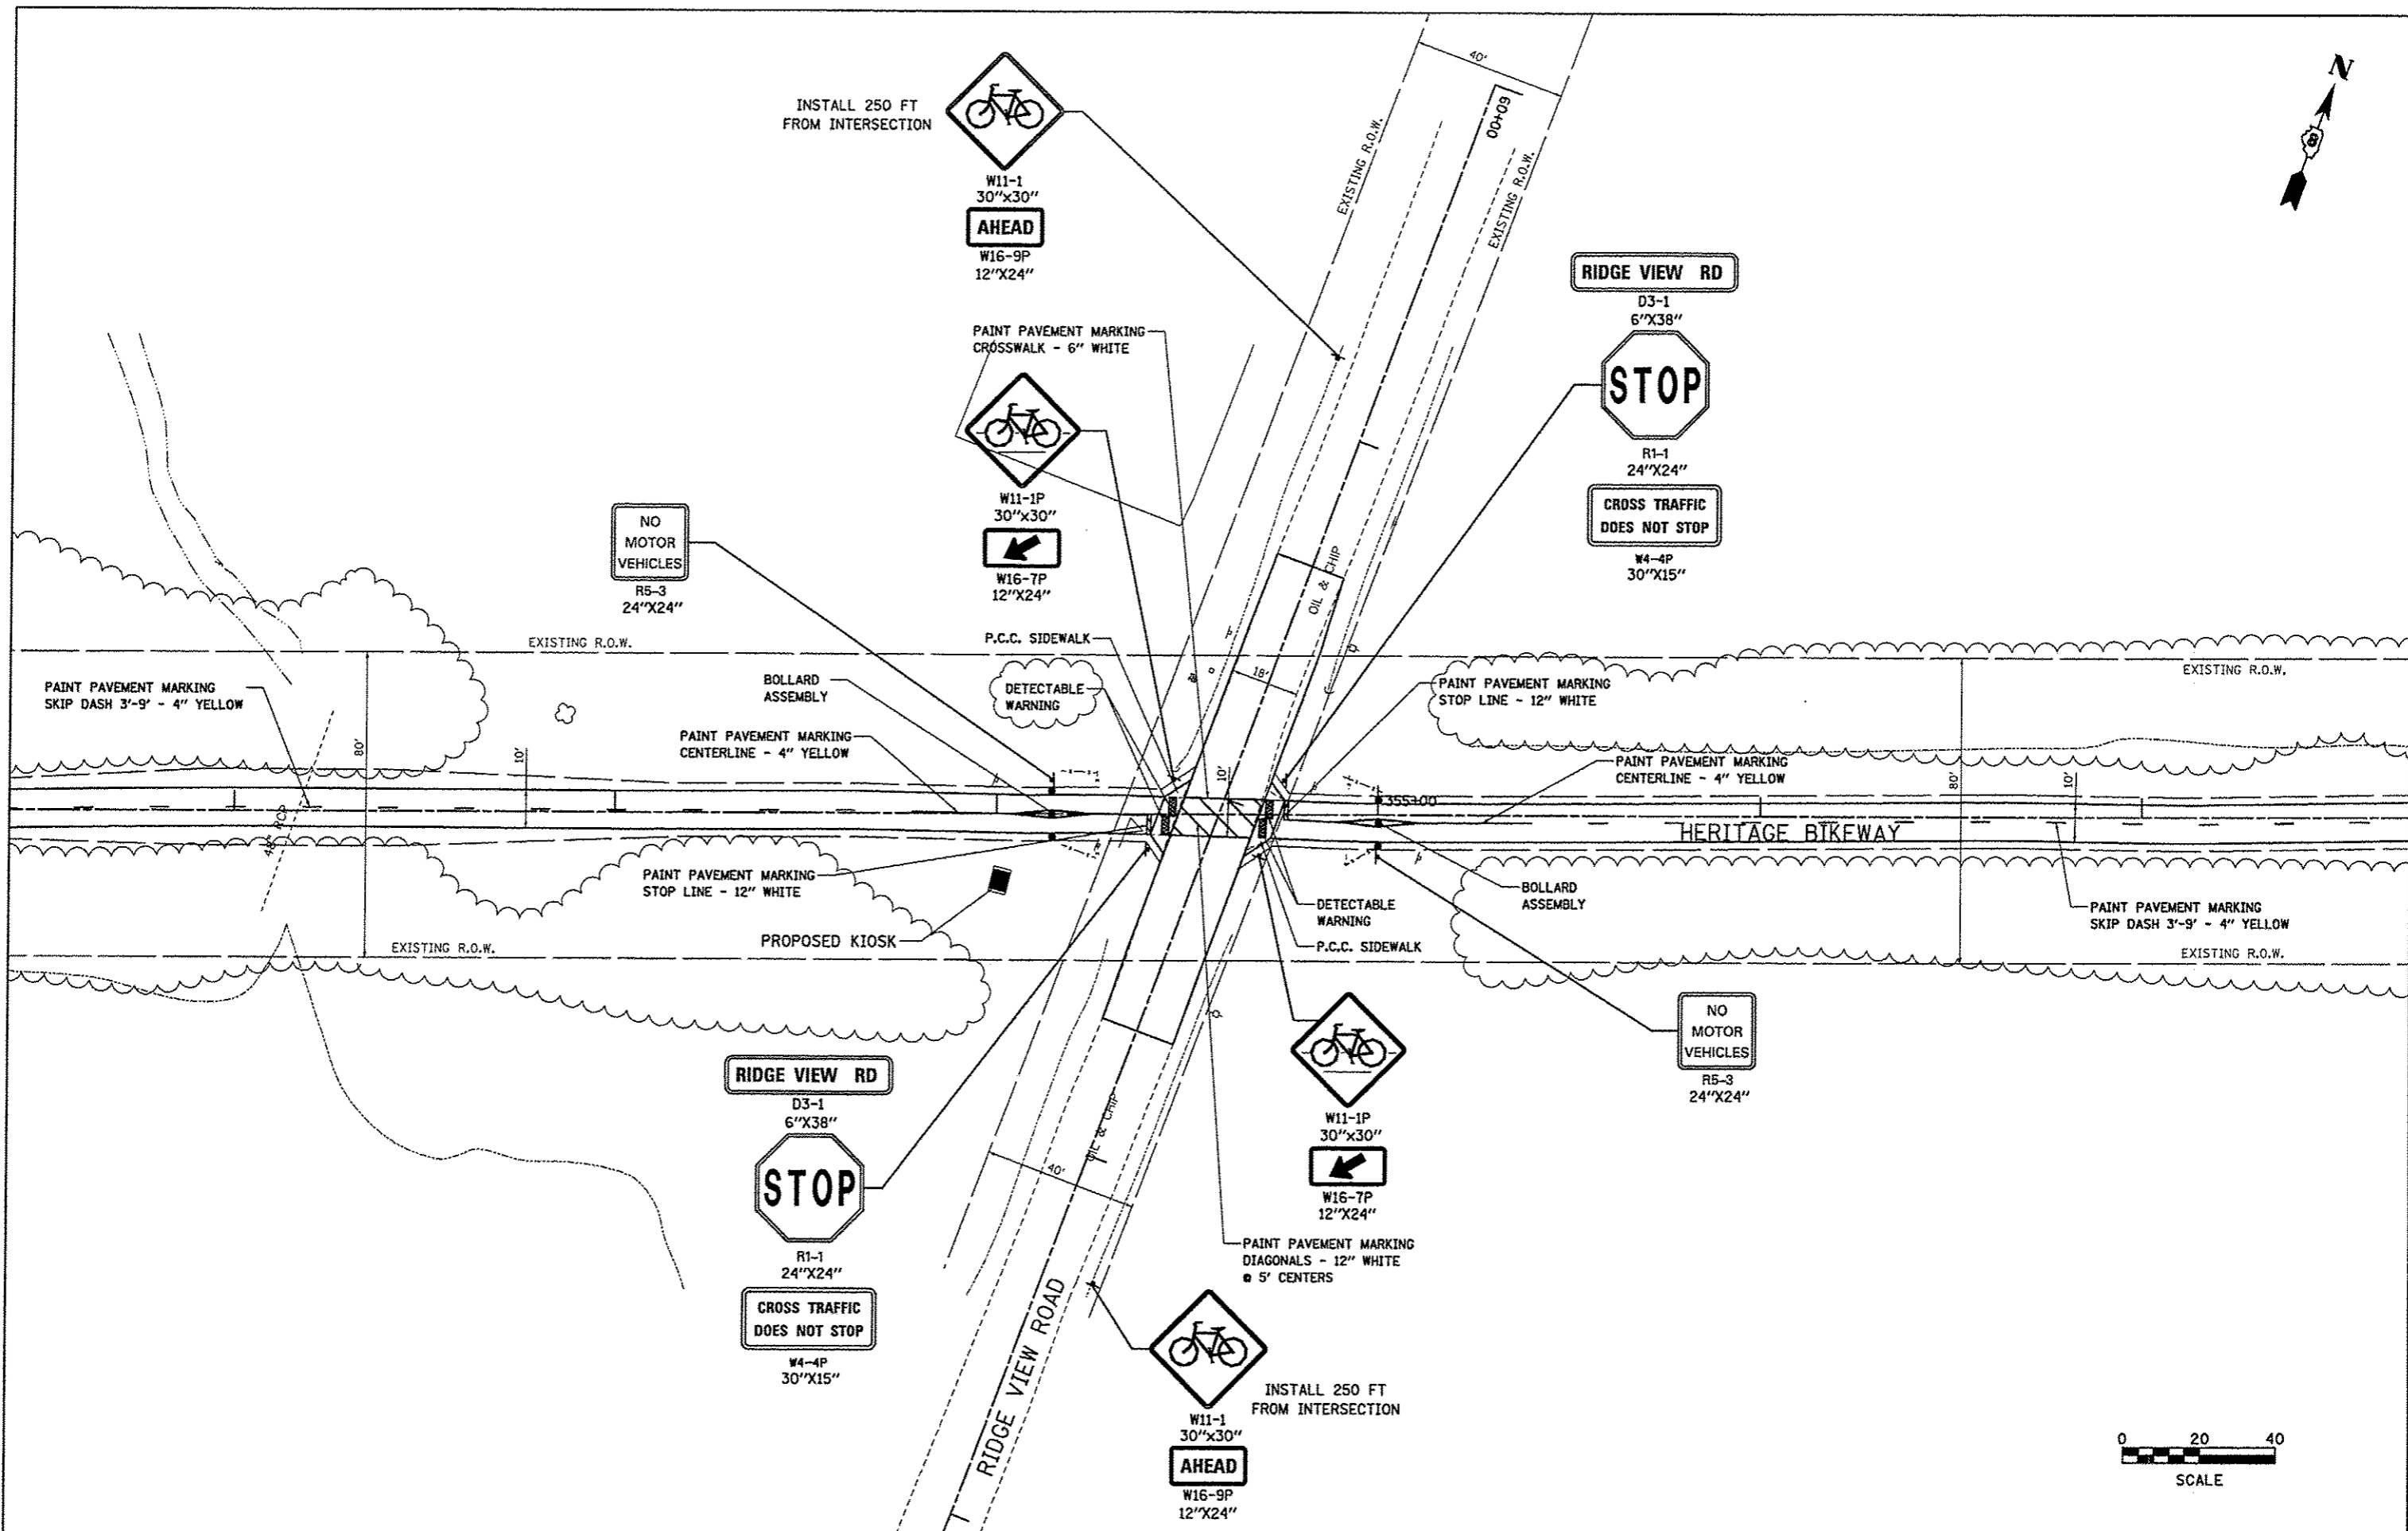 N
40'
INSTALL 250 FT
FROM INTERSECTION
W11-1
30"x30"
AHEAD
W16-9P
12"X24"
60+00
EXISTING R.O.W.
EXISTING R.O.W.
RIDGE VIEW RD
D3-1
6"X38"
STOP
R1-1
24"X24"
CROSS TRAFFIC
DOES NOT STOP
W4-4P
30"X15"
PAINT PAVEMENT MARKING
CROSSWALK - 6" WHITE
W11-1P
30"x30"
W16-7P
12"X24"
NO
MOTOR
VEHICLES
R5-3
24"X24"
OIL & CHIP
P.C.C. SIDEWALK
EXISTING R.O.W.
EXISTING R.O.W.
18'
BOLLARD
ASSEMBLY
DETECTABLE
WARNING
PAINT PAVEMENT MARKING
SKIP DASH 3'-9' - 4" YELLOW
PAINT PAVEMENT MARKING
STOP LINE - 12" WHITE
80'
10'
PAINT PAVEMENT MARKING
CENTERLINE - 4" YELLOW
PAINT PAVEMENT MARKING
CENTERLINE - 4" YELLOW
10'
80'
10'
355+00
48" RCP
HERITAGE BIKEWAY
PAINT PAVEMENT MARKING
STOP LINE - 12" WHITE
BOLLARD
ASSEMBLY
DETECTABLE
WARNING
PAINT PAVEMENT MARKING
SKIP DASH 3'-9' - 4" YELLOW
PROPOSED KIOSK
P.C.C. SIDEWALK
EXISTING R.O.W.
EXISTING R.O.W.
NO
MOTOR
VEHICLES
R5-3
24"X24"
RIDGE VIEW RD
D3-1
6"X38"
STOP
R1-1
24"X24"
CROSS TRAFFIC
DOES NOT STOP
W4-4P
30"X15"
OIL & CHIP
40'
W11-1P
30"x30"
W16-7P
12"X24"
PAINT PAVEMENT MARKING
DIAGONALS - 12" WHITE
@ 5' CENTERS
RIDGE VIEW ROAD
INSTALL 250 FT
FROM INTERSECTION
W11-1
30"x30"
AHEAD
W16-9P
12"X24"
0 20 40
SCALE